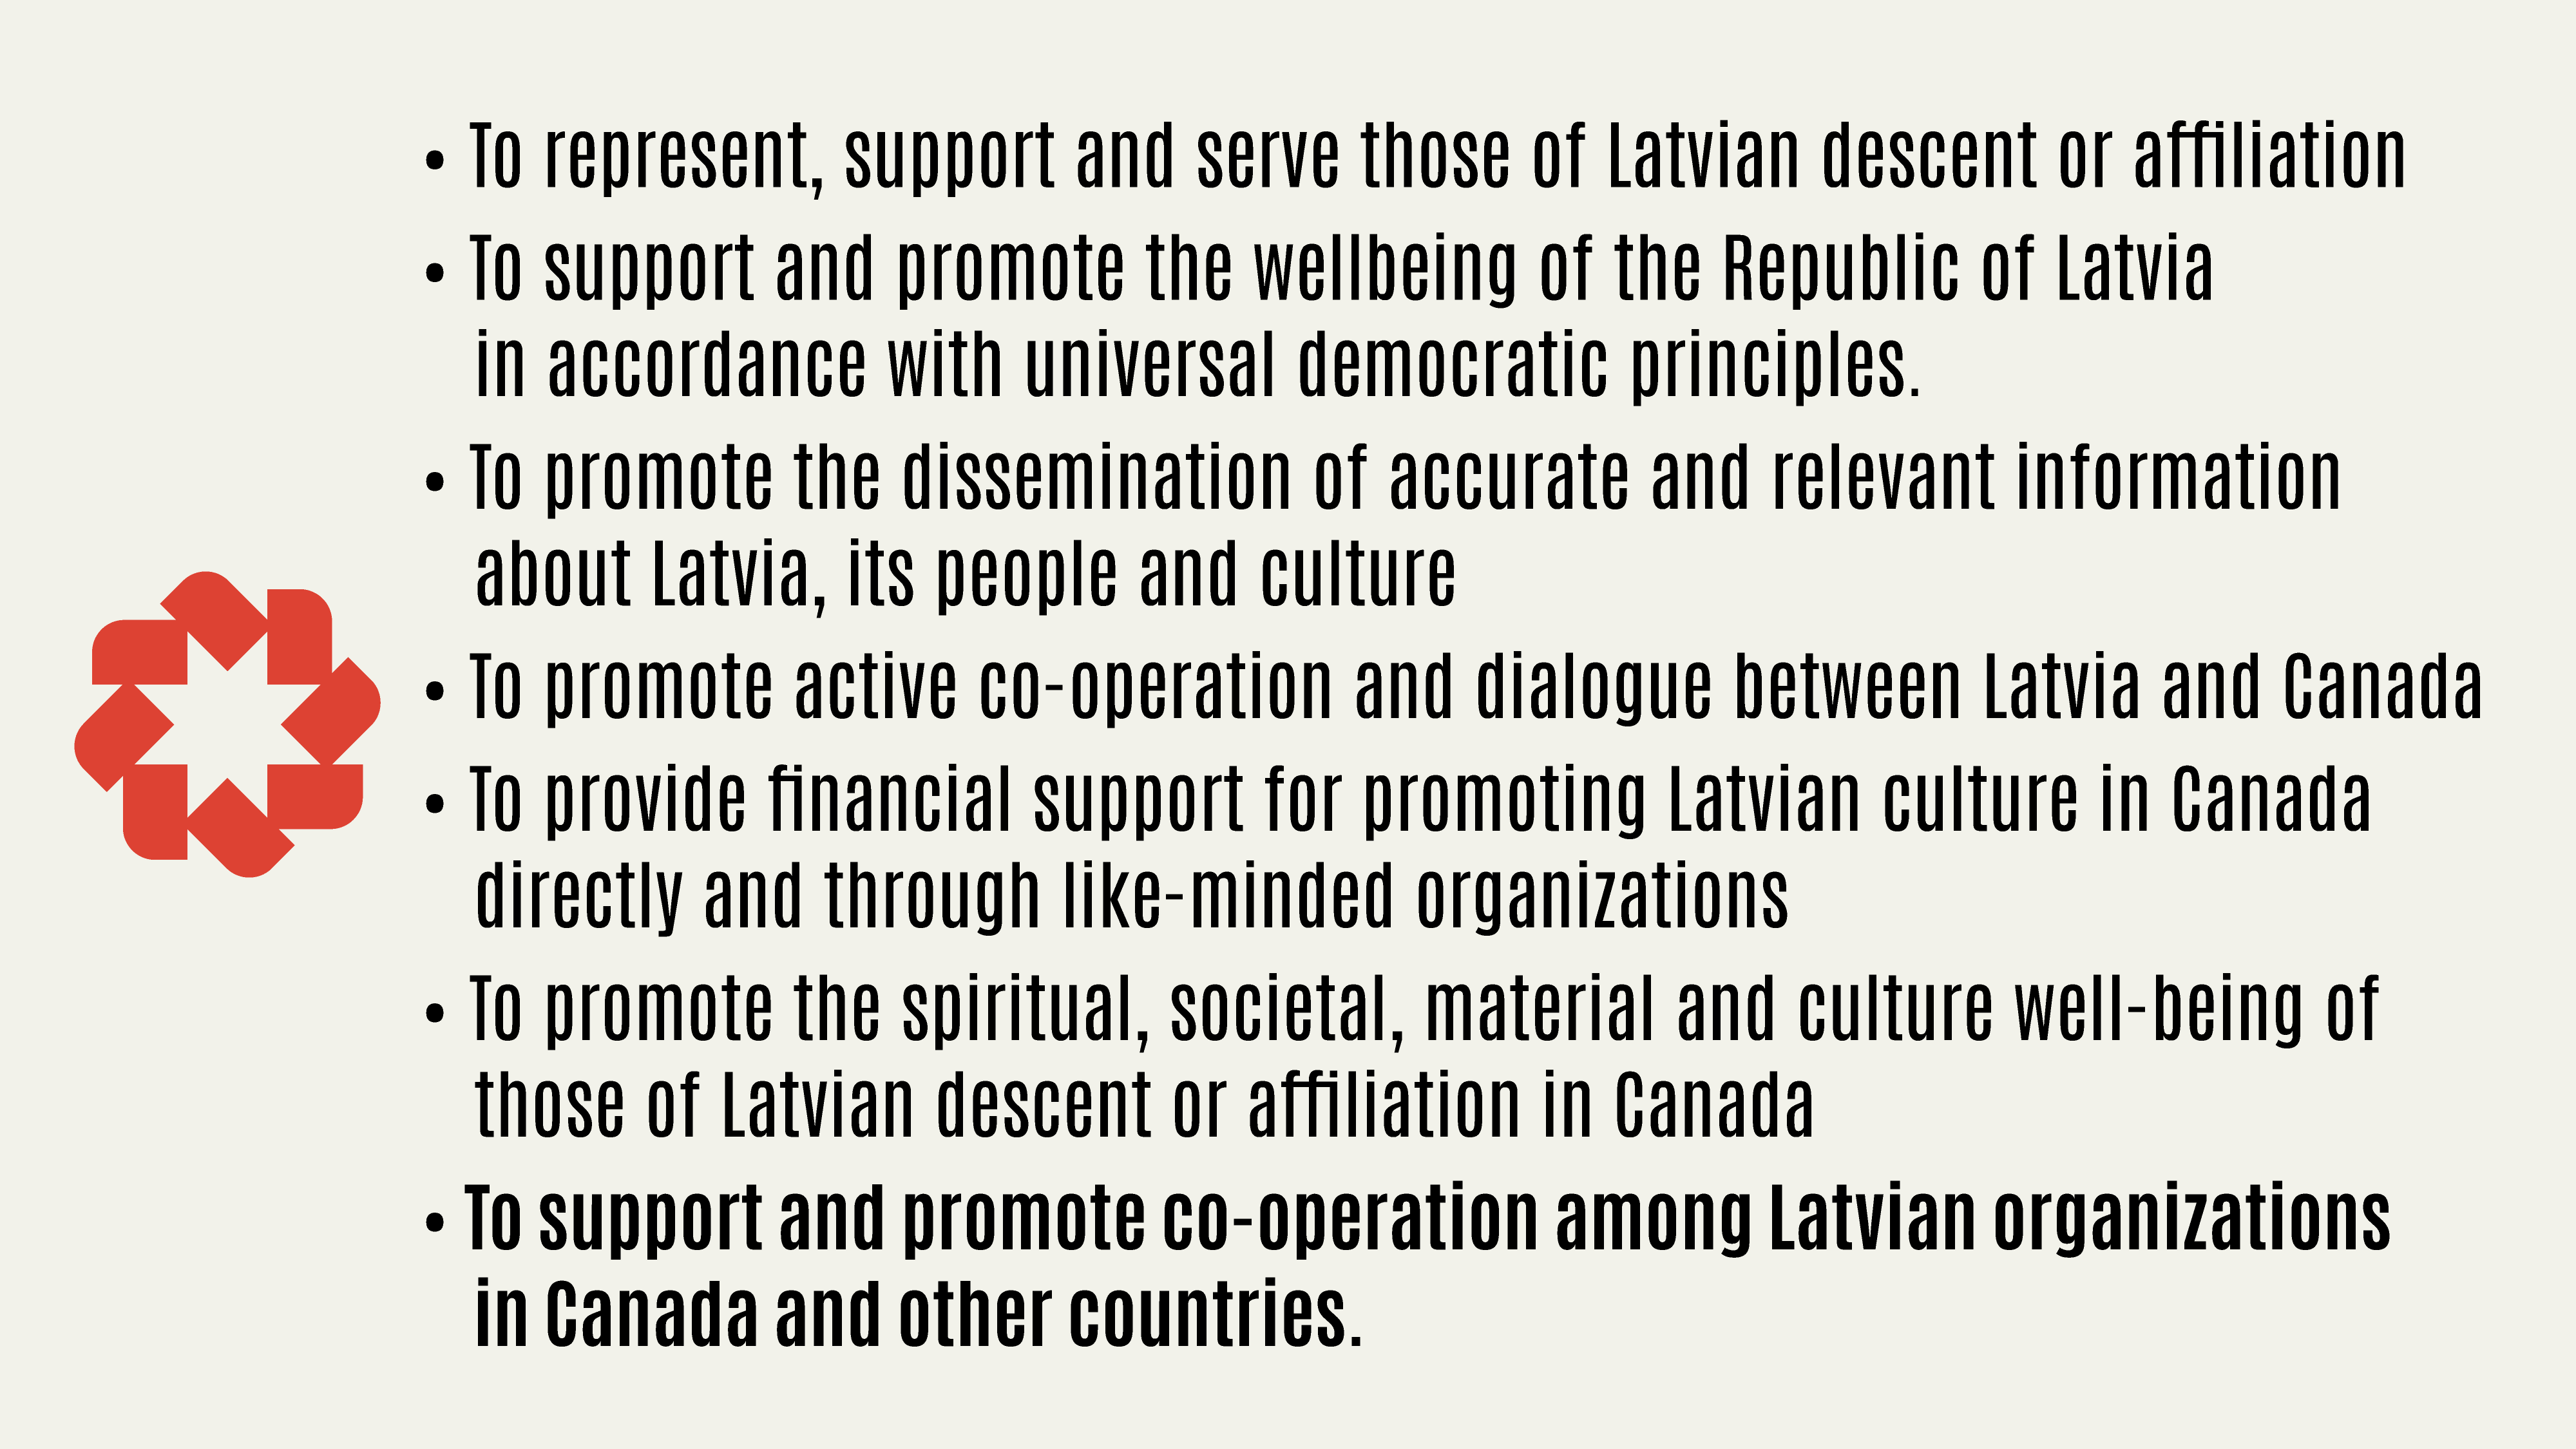 • To represent, support and serve those of Latvian descent or affiliation
• To support and promote the wellbeing of the Republic of Latvia
in accordance with universal democratic principles.
• To promote the dissemination of accurate and relevant information
about Latvia, its people and culture
• To promote active co-operation and dialogue between Latvia and Canada
• To provide financial support for promoting Latvian culture in Canada
directly and through like-minded organizations
• To promote the spiritual, societal, material and culture well-being of
those of Latvian descent or affiliation in Canada
• To support and promote co-operation among Latvian organizations
in Canada and other countries.